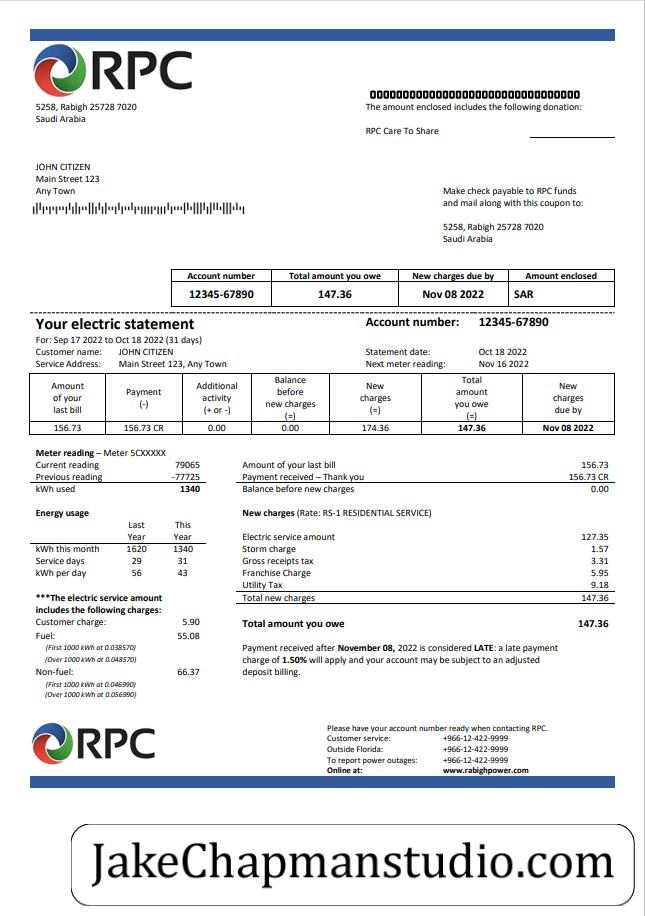 RPC
5258, Rabigh 25728 7020
Saudi Arabia
The amount enclosed includes the following donation:
RPC Care To Share
JOHN CITIZEN
Main Street 123
Any Town
Make check payable to RPC funds
and mail along with this coupon to:
5258, Rabigh 25728 7020
Saudi Arabia
Account number Total amount you owe New charges due by Amount enclosed
12345-67890 147.36 Nov 08 2022 SAR
Your electric statement Account number: 12345-67890
For: Sep 17 2022 to Oct 18 2022 (31 days)
Customer name: JOHN CITIZEN Statement date: Oct 18 2022
Service Address: Main Street 123, Any Town Next meter reading: Nov 16 2022
Amount of your last bill Payment (-) Additional activity (+ or -) Balance before new charges (=) New charges (=) Total amount you owe (=) New charges due by
156.73 156.73 CR 0.00 0.00 174.36 147.36 Nov 08 2022
Meter reading – Meter 5CXXXXX
Current reading 79065
Previous reading -77725
kWh used 1340
Amount of your last bill 156.73
Payment received – Thank you 156.73 CR
Balance before new charges 0.00
Energy usage
Last Year This Year
kWh this month 1620 1340
Service days 29 31
kWh per day 56 43
***The electric service amount
includes the following charges:
Customer charge: 5.90
Fuel: 55.08
(First 1000 kWh at 0.038570)
(Over 1000 kWh at 0.048570)
Non-fuel: 66.37
(First 1000 kWh at 0.046990)
(Over 1000 kWh at 0.056990)
New charges (Rate: RS-1 RESIDENTIAL SERVICE)
Electric service amount 127.35
Storm charge 1.57
Gross receipts tax 3.31
Franchise Charge 5.95
Utility Tax 9.18
Total new charges 147.36
Total amount you owe 147.36
Payment received after November 08, 2022 is considered LATE: a late payment
charge of 1.50% will apply and your account may be subject to an adjusted
deposit billing.
RPC
Please have your account number ready when contacting RPC.
Customer service: +966-12-422-9999
Outside Florida: +966-12-422-9999
To report power outages: +966-12-422-9999
Online at: www.rabighpower.com
JakeChapmanstudio.com